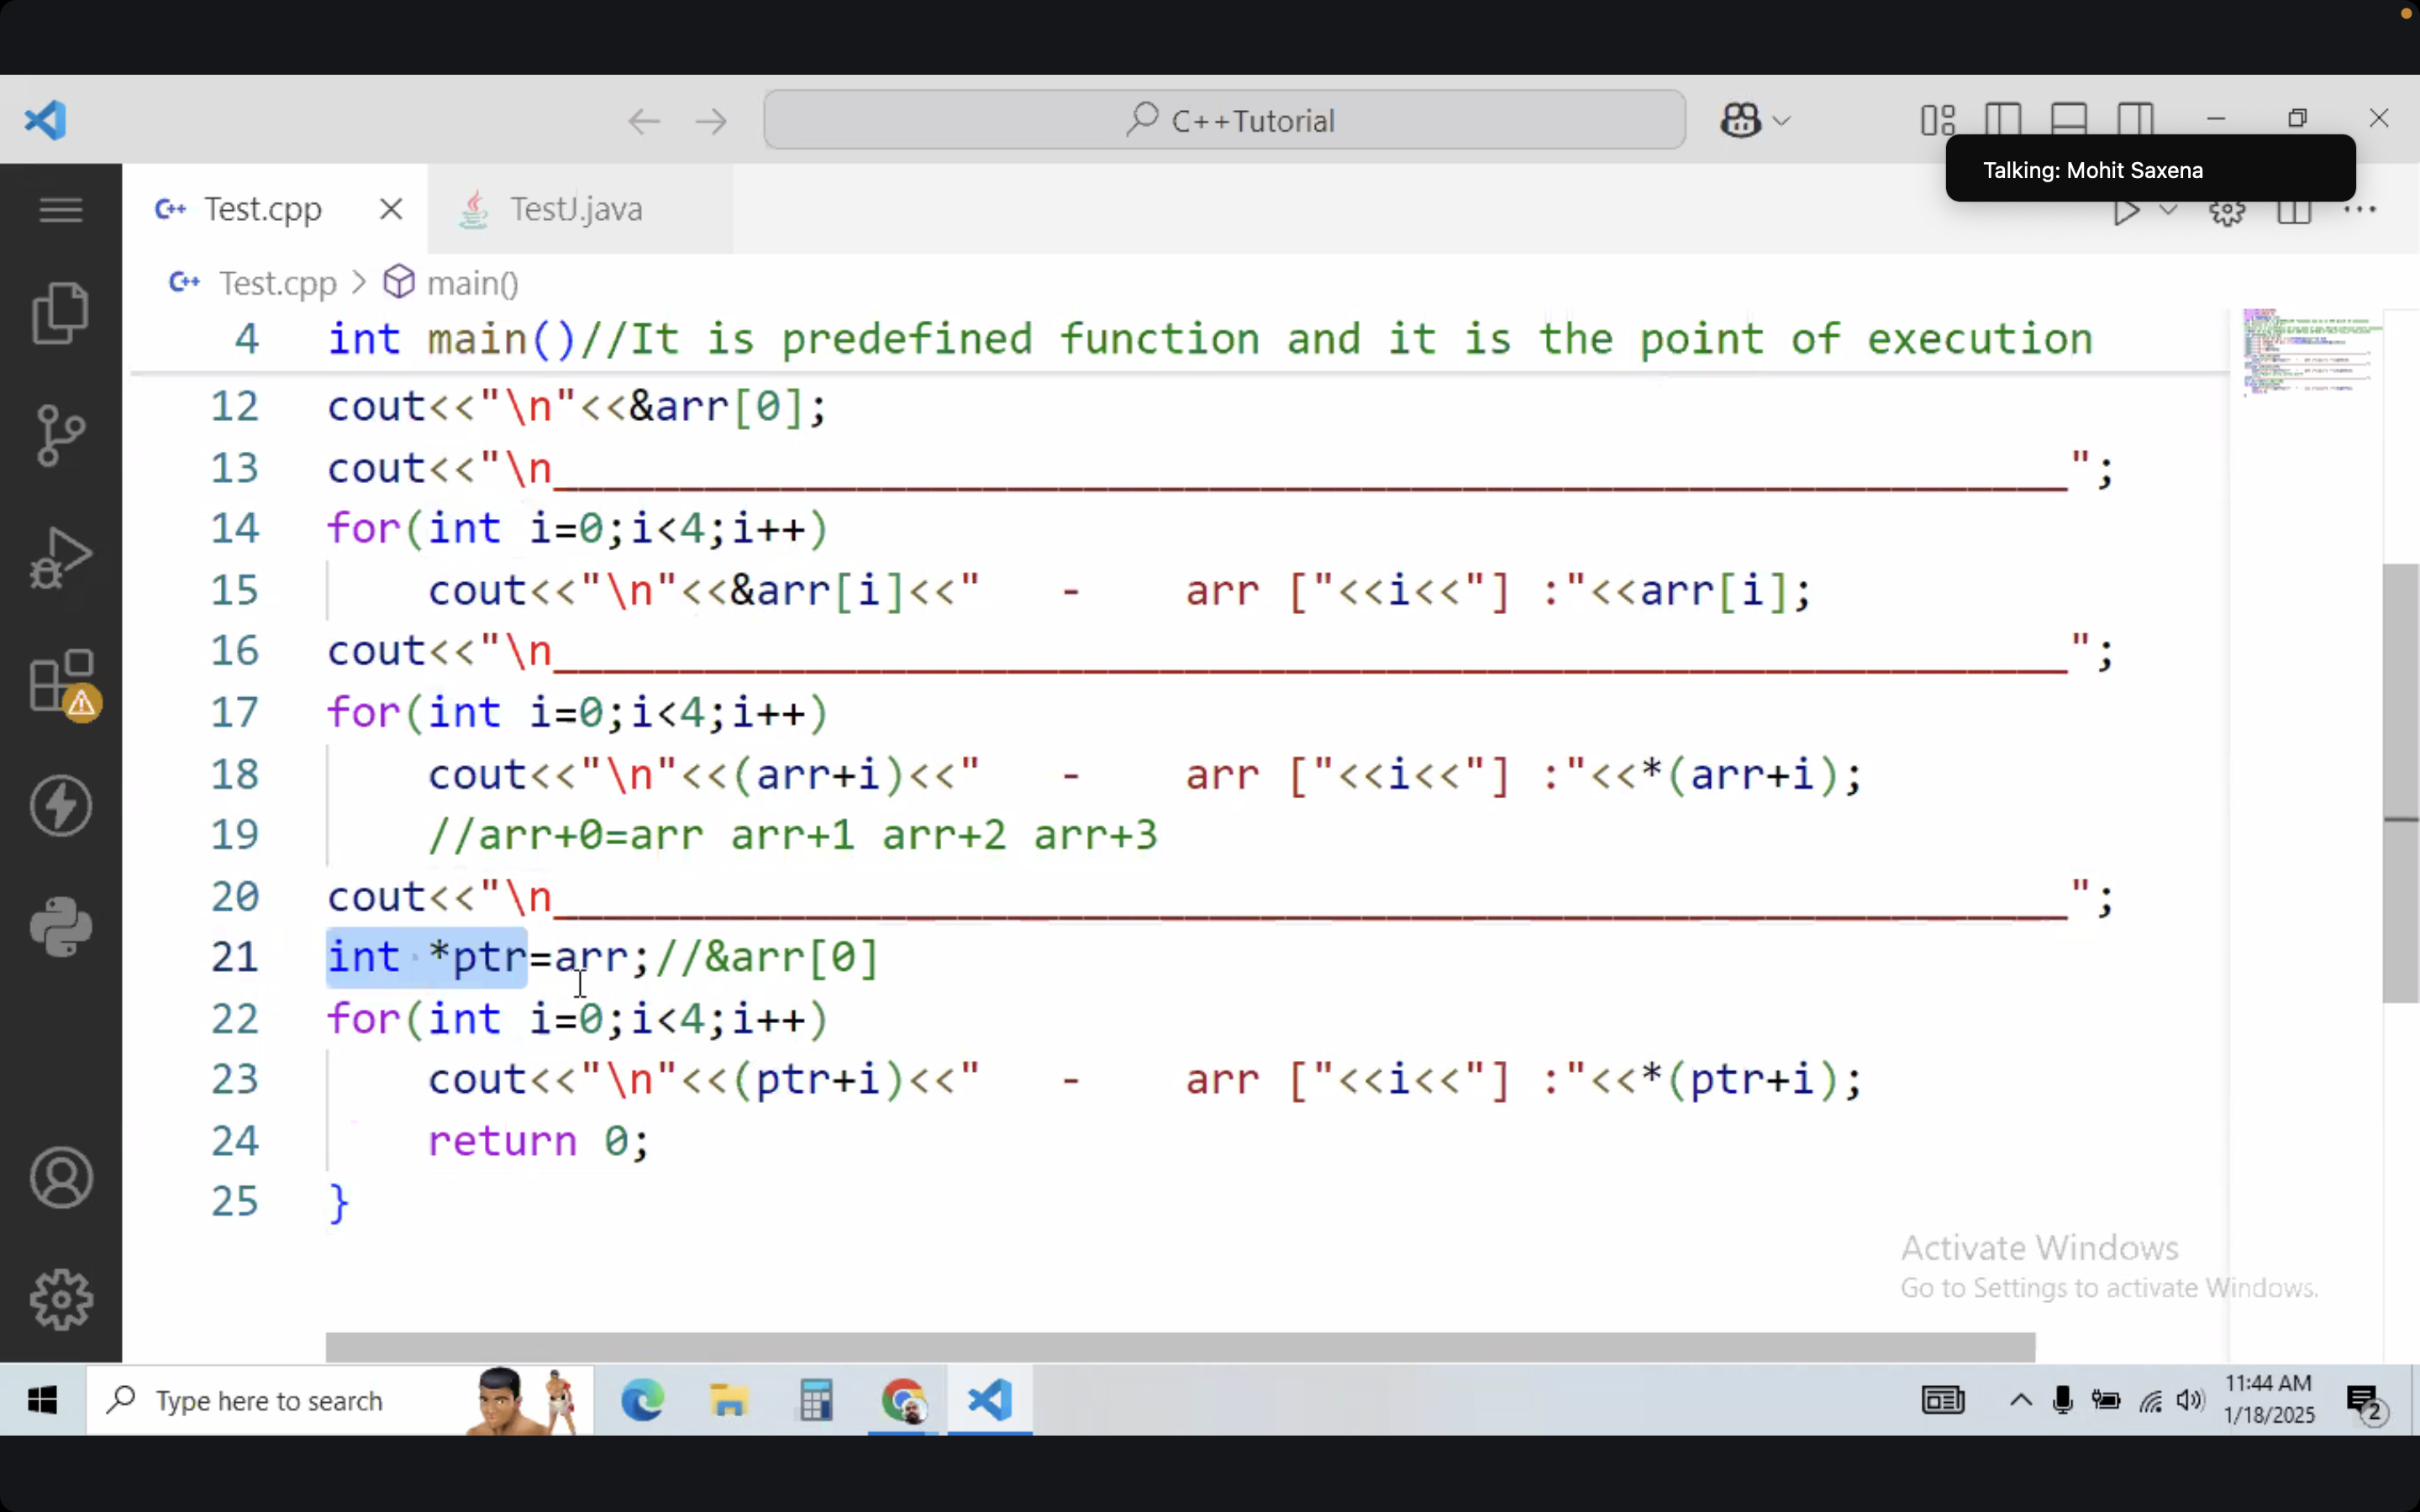 C++Tutorial
Talking: Mohit Saxena
C++ Test.cpp
TestJ.java
C++ Test.cpp > main()
4 int main()//It is predefined function and it is the point of execution
12 cout<<"\n"<<&arr[0];
13 cout<<"\n____________________________________________________________";
14 for(int i=0;i<4;i++)
15 cout<<"\n"<<&arr[i]<<"   -    arr ["<<i<<"] :"<<arr[i];
16 cout<<"\n____________________________________________________________";
17 for(int i=0;i<4;i++)
18 cout<<"\n"<<(arr+i)<<"   -    arr ["<<i<<"] :"<<*(arr+i);
19 //arr+0=arr arr+1 arr+2 arr+3
20 cout<<"\n____________________________________________________________";
21 int *ptr=arr;//&arr[0]
22 for(int i=0;i<4;i++)
23 cout<<"\n"<<(ptr+i)<<"   -    arr ["<<i<<"] :"<<*(ptr+i);
24 return 0;
25 }
Activate Windows
Go to Settings to activate Windows.
Type here to search
11:44 AM
1/18/2025
2